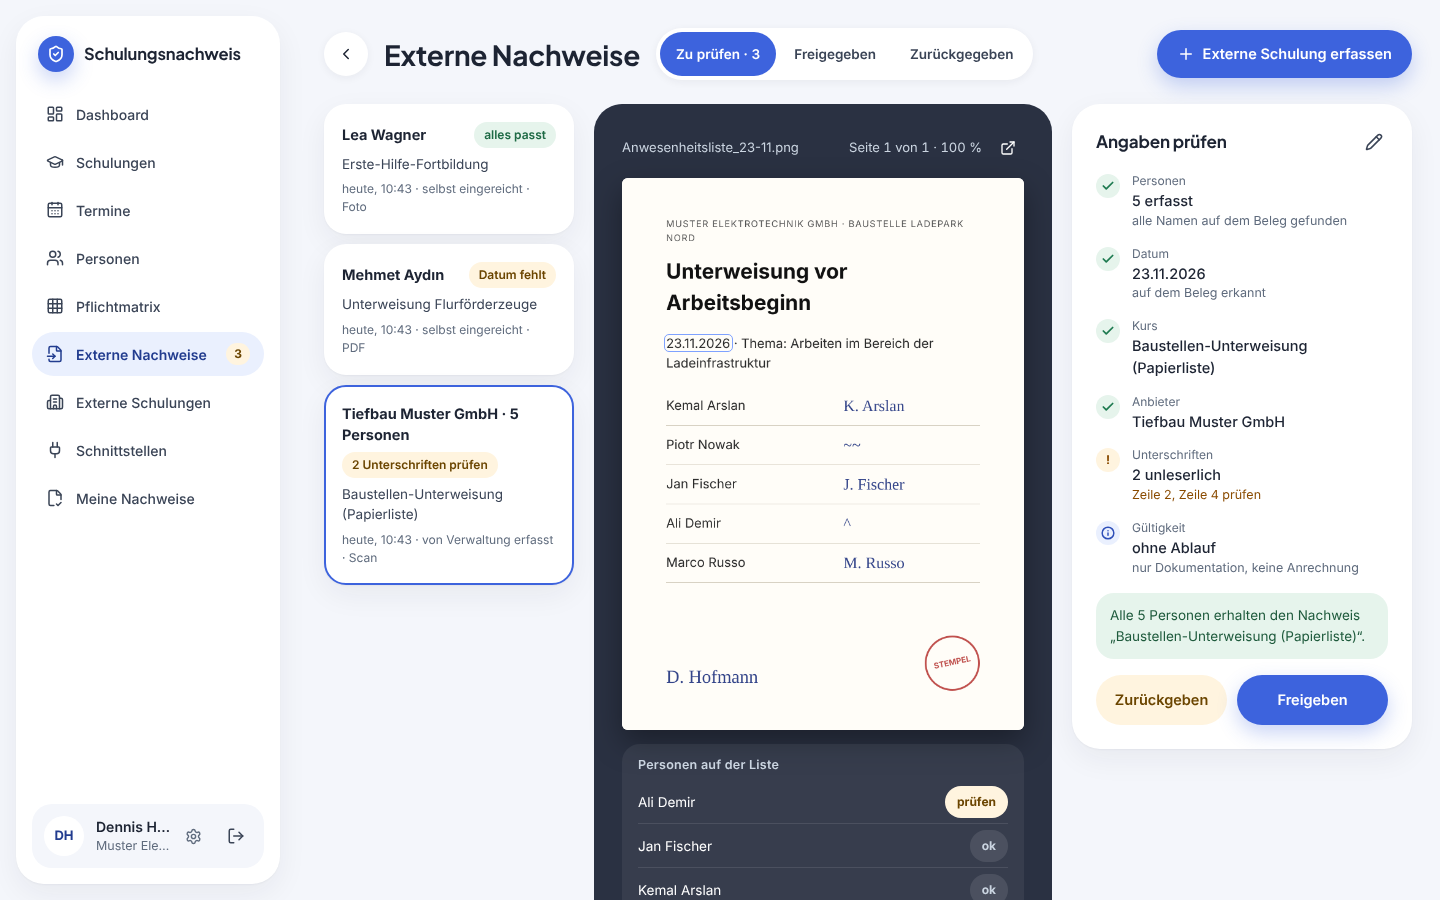 Schulungsnachweis
Dashboard
Schulungen
Termine
Personen
Pflichtmatrix
Externe Nachweise 3
Externe Schulungen
Schnittstellen
Meine Nachweise
DH
Dennis H...
Muster Ele...
Externe Nachweise
Zu prüfen · 3
Freigegeben
Zurückgegeben
+ Externe Schulung erfassen
Lea Wagner
alles passt
Erste-Hilfe-Fortbildung
heute, 10:43 · selbst eingereicht ·
Foto
Mehmet Aydın
Datum fehlt
Unterweisung Flurförderzeuge
heute, 10:43 · selbst eingereicht ·
PDF
Tiefbau Muster GmbH · 5
Personen
2 Unterschriften prüfen
Baustellen-Unterweisung
(Papierliste)
heute, 10:43 · von Verwaltung erfasst
· Scan
Anwesenheitsliste_23-11.png
Seite 1 von 1 · 100 %
MUSTER ELEKTROTECHNIK GMBH · BAUSTELLE LADEPARK
NORD
Unterweisung vor
Arbeitsbeginn
23.11.2026 · Thema: Arbeiten im Bereich der
Ladeinfrastruktur
Kemal Arslan K. Arslan
Piotr Nowak ~~
Jan Fischer J. Fischer
Ali Demir ^
Marco Russo M. Russo
D. Hofmann
STEMPEL
Personen auf der Liste
Ali Demir prüfen
Jan Fischer ok
Kemal Arslan ok
Angaben prüfen
Personen
5 erfasst
alle Namen auf dem Beleg gefunden
Datum
23.11.2026
auf dem Beleg erkannt
Kurs
Baustellen-Unterweisung
(Papierliste)
Anbieter
Tiefbau Muster GmbH
! Unterschriften
2 unleserlich
Zeile 2, Zeile 4 prüfen
Gültigkeit
ohne Ablauf
nur Dokumentation, keine Anrechnung
Alle 5 Personen erhalten den Nachweis
„Baustellen-Unterweisung (Papierliste)“.
Zurückgeben
Freigeben